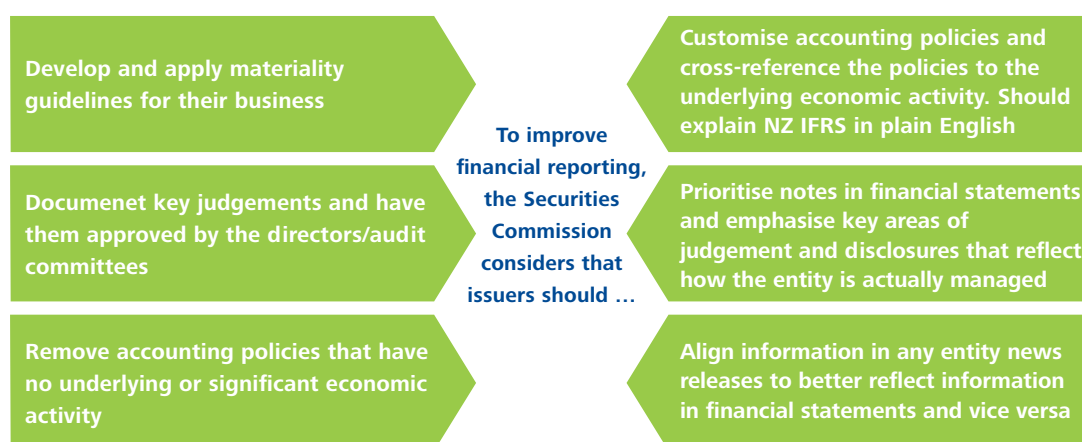 Develop and apply materiality
guidelines for their business
Documenet key judgements and have
them approved by the directors/audit
committees
Remove accounting policies that have
no underlying or significant economic
activity
To improve
financial reporting,
the Securities
Commission
considers that
issuers should ...
Customise accounting policies and
cross-reference the policies to the
underlying economic activity. Should
explain NZ IFRS in plain English
Prioritise notes in financial statements
and emphasise key areas of
judgement and disclosures that reflect
how the entity is actually managed
Align information in any entity news
releases to better reflect information
in financial statements and vice versa